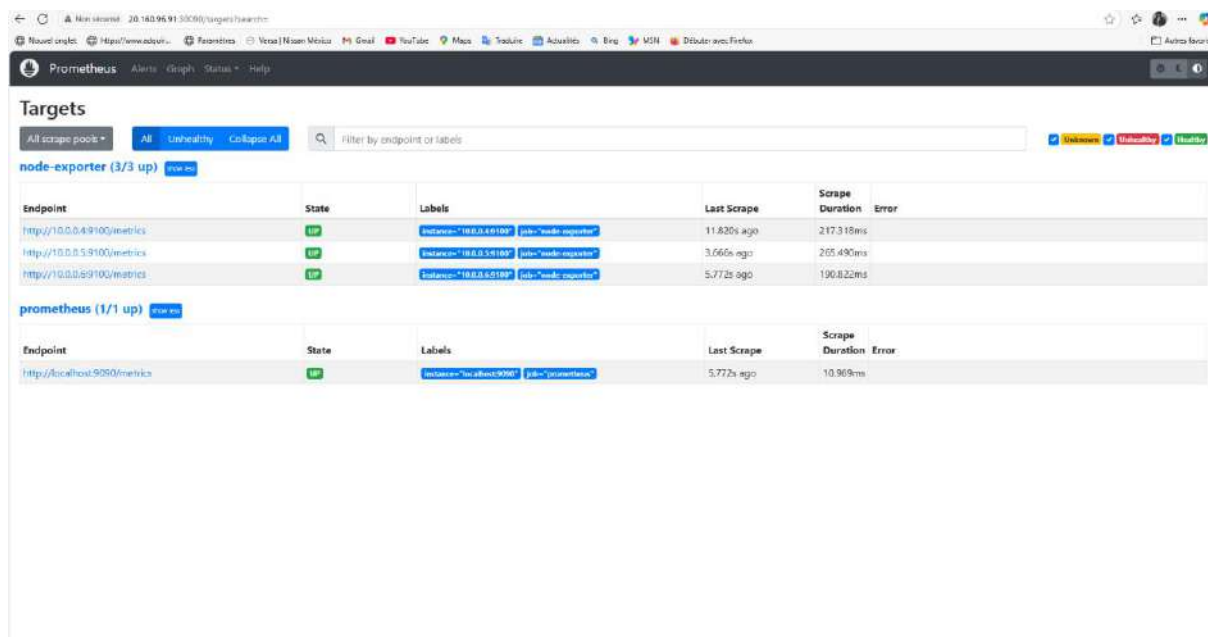 Non sécurisé 20.160.96.91:30090/targets?search=
Nouvel onglet Paramètres Versa | Nissan México Gmail YouTube Maps Traduire Actualités Bing MSN Débuter avec Firefox Autres favoris
Prometheus Alerts Graph Status Help
Targets
All scrape pools All Unhealthy Collapse All Filter by endpoint or labels Unknown Unhealthy Healthy
node-exporter (3/3 up) show less
Endpoint State Labels Last Scrape Scrape Duration Error
http://10.0.0.4:9100/metrics UP instance="10.0.0.4:9100" job="node-exporter" 11.820s ago 217.318ms
http://10.0.0.5:9100/metrics UP instance="10.0.0.5:9100" job="node-exporter" 3.666s ago 265.490ms
http://10.0.0.6:9100/metrics UP instance="10.0.0.6:9100" job="node-exporter" 5.772s ago 190.822ms
prometheus (1/1 up) show less
Endpoint State Labels Last Scrape Scrape Duration Error
http://localhost:9090/metrics UP instance="localhost:9090" job="prometheus" 5.772s ago 10.969ms